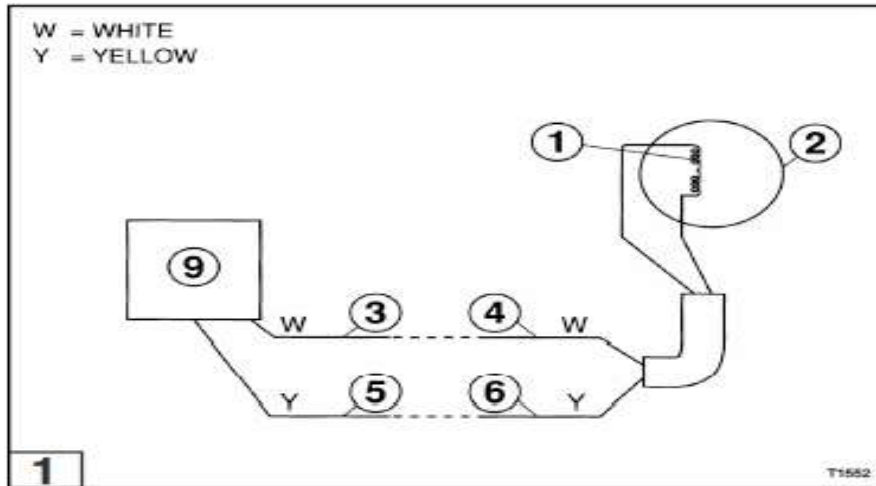 W = WHITE
Y = YELLOW
1 2
9
W 3 4 W
Y 5 6 Y
1
T1552